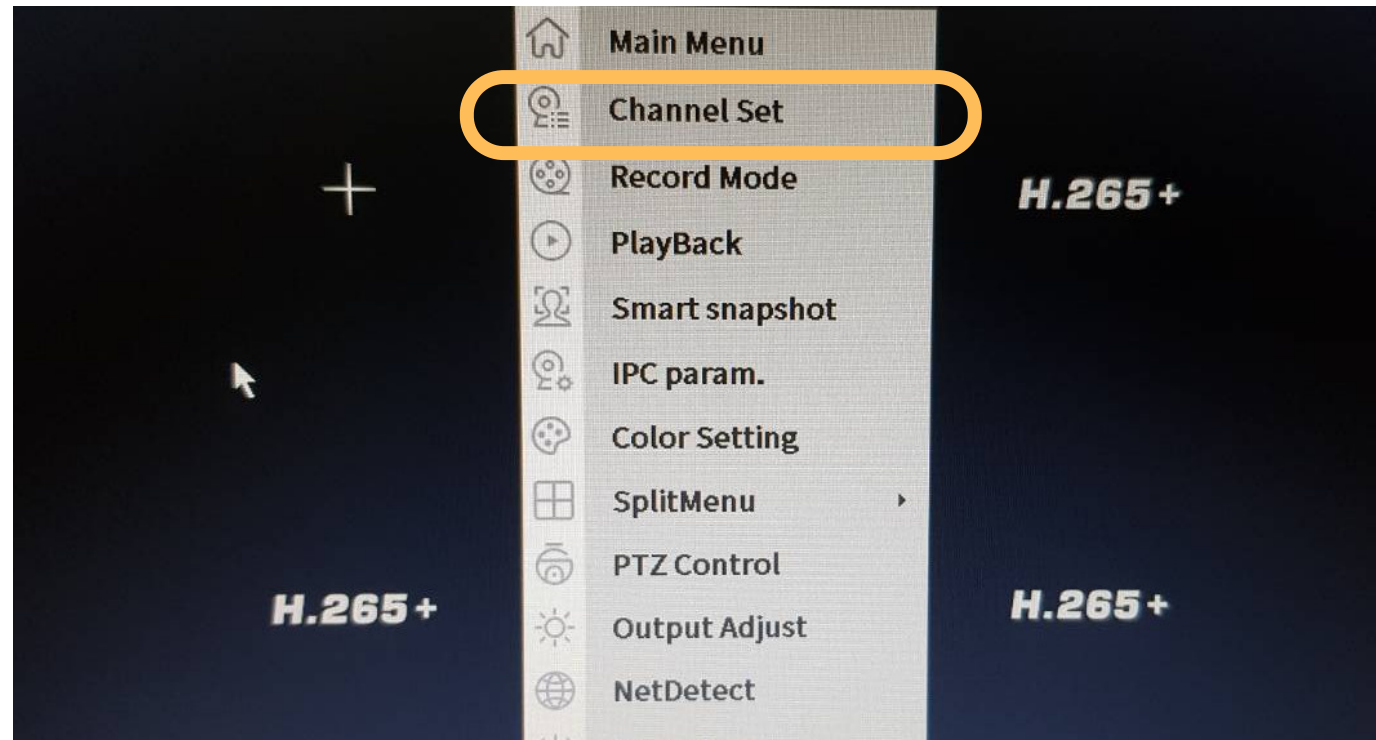 Main Menu
Channel Set
Record Mode
H.265+
PlayBack
Smart snapshot
IPC param.
Color Setting
SplitMenu
PTZ Control
H.265+
H.265+
Output Adjust
NetDetect